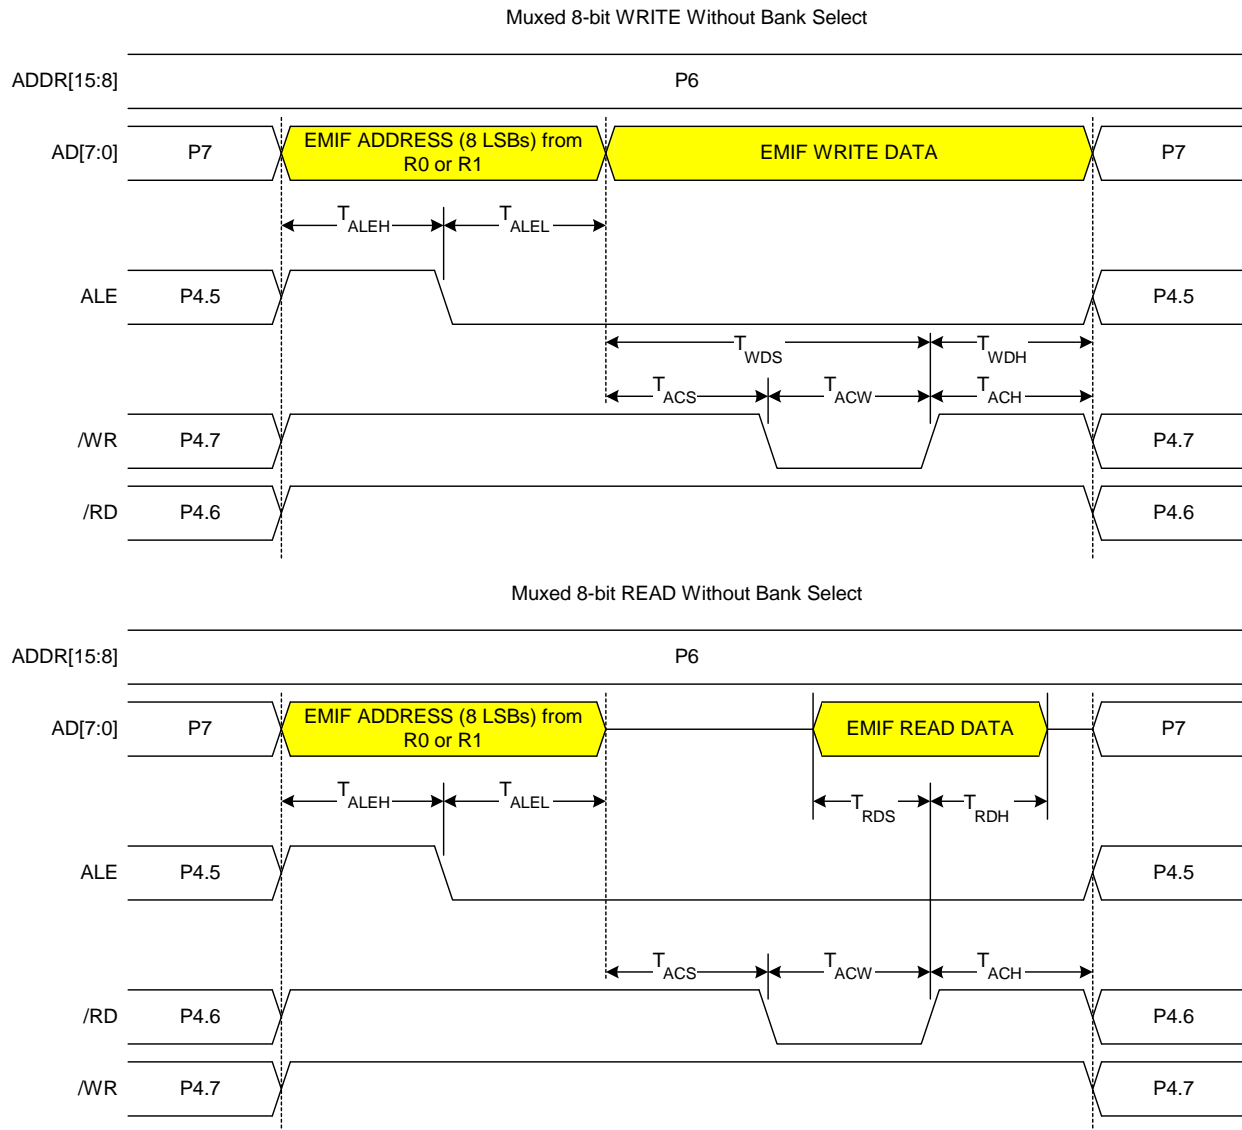 Muxed 8-bit WRITE Without Bank Select
ADDR[15:8] P6
AD[7:0] P7 EMIF ADDRESS (8 LSBs) from R0 or R1 EMIF WRITE DATA P7
TALEH TALEL
ALE P4.5 P4.5
TWDS TWDH
TACS TACW TACH
/WR P4.7 P4.7
/RD P4.6 P4.6
Muxed 8-bit READ Without Bank Select
ADDR[15:8] P6
AD[7:0] P7 EMIF ADDRESS (8 LSBs) from R0 or R1 EMIF READ DATA P7
TALEH TALEL TRDS TRDH
ALE P4.5 P4.5
TACS TACW TACH
/RD P4.6 P4.6
/WR P4.7 P4.7